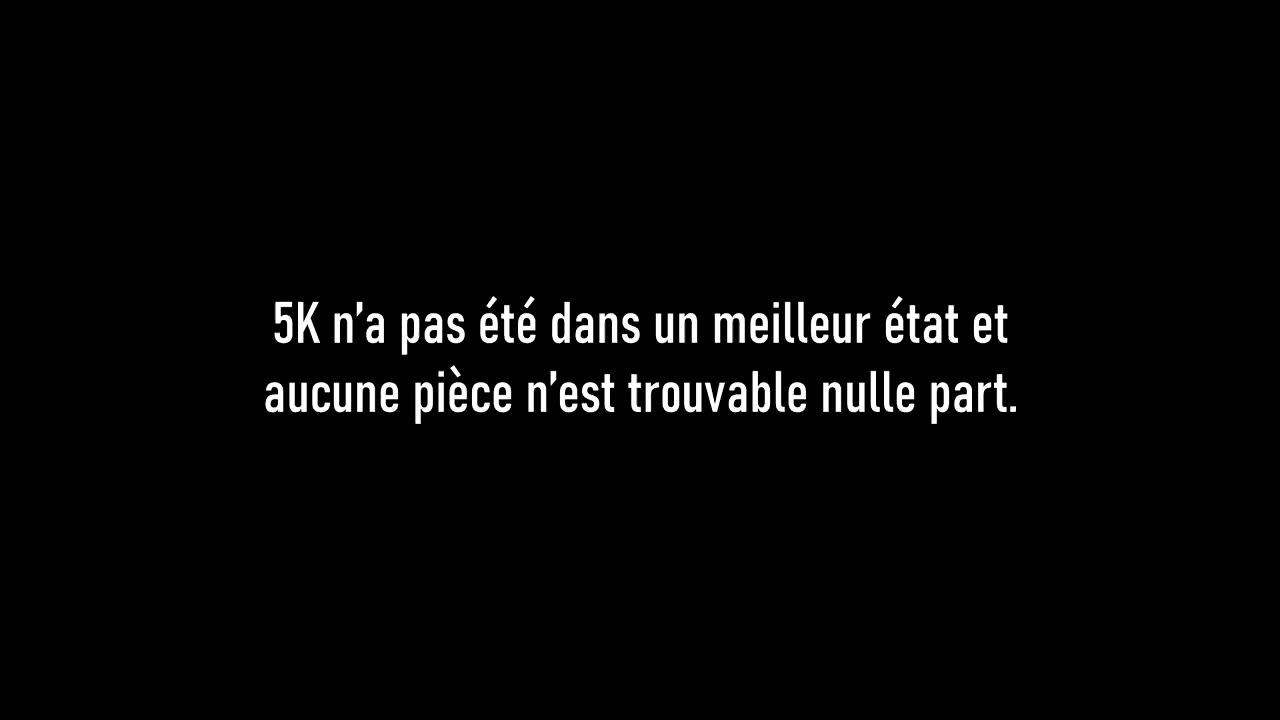 5K n’a pas été dans un meilleur état et
aucune pièce n’est trouvable nulle part.